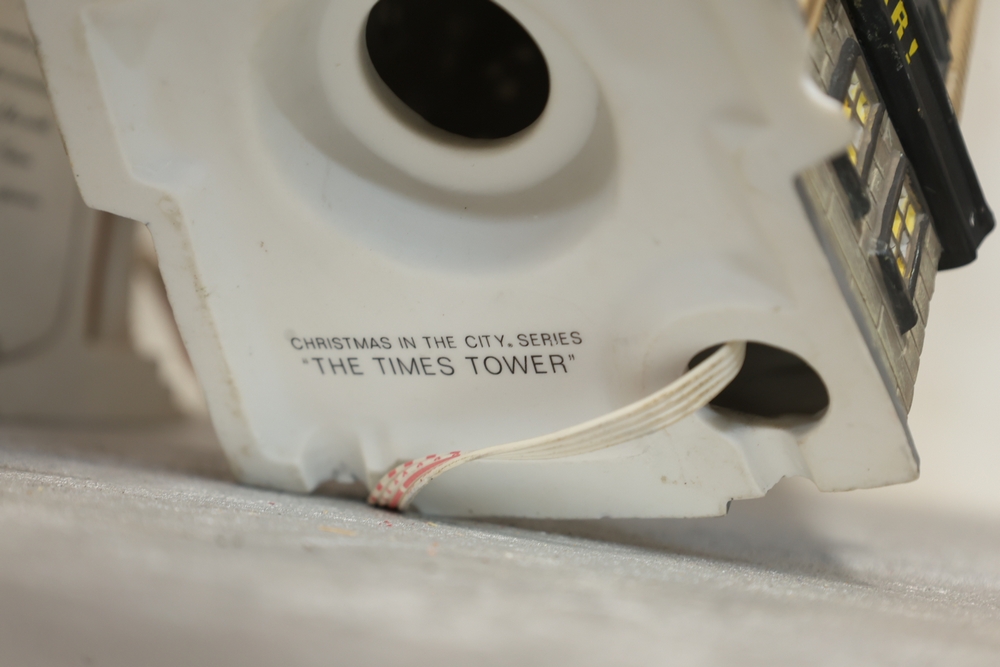 CHRISTMAS IN THE CITY® SERIES
"THE TIMES TOWER"
R!